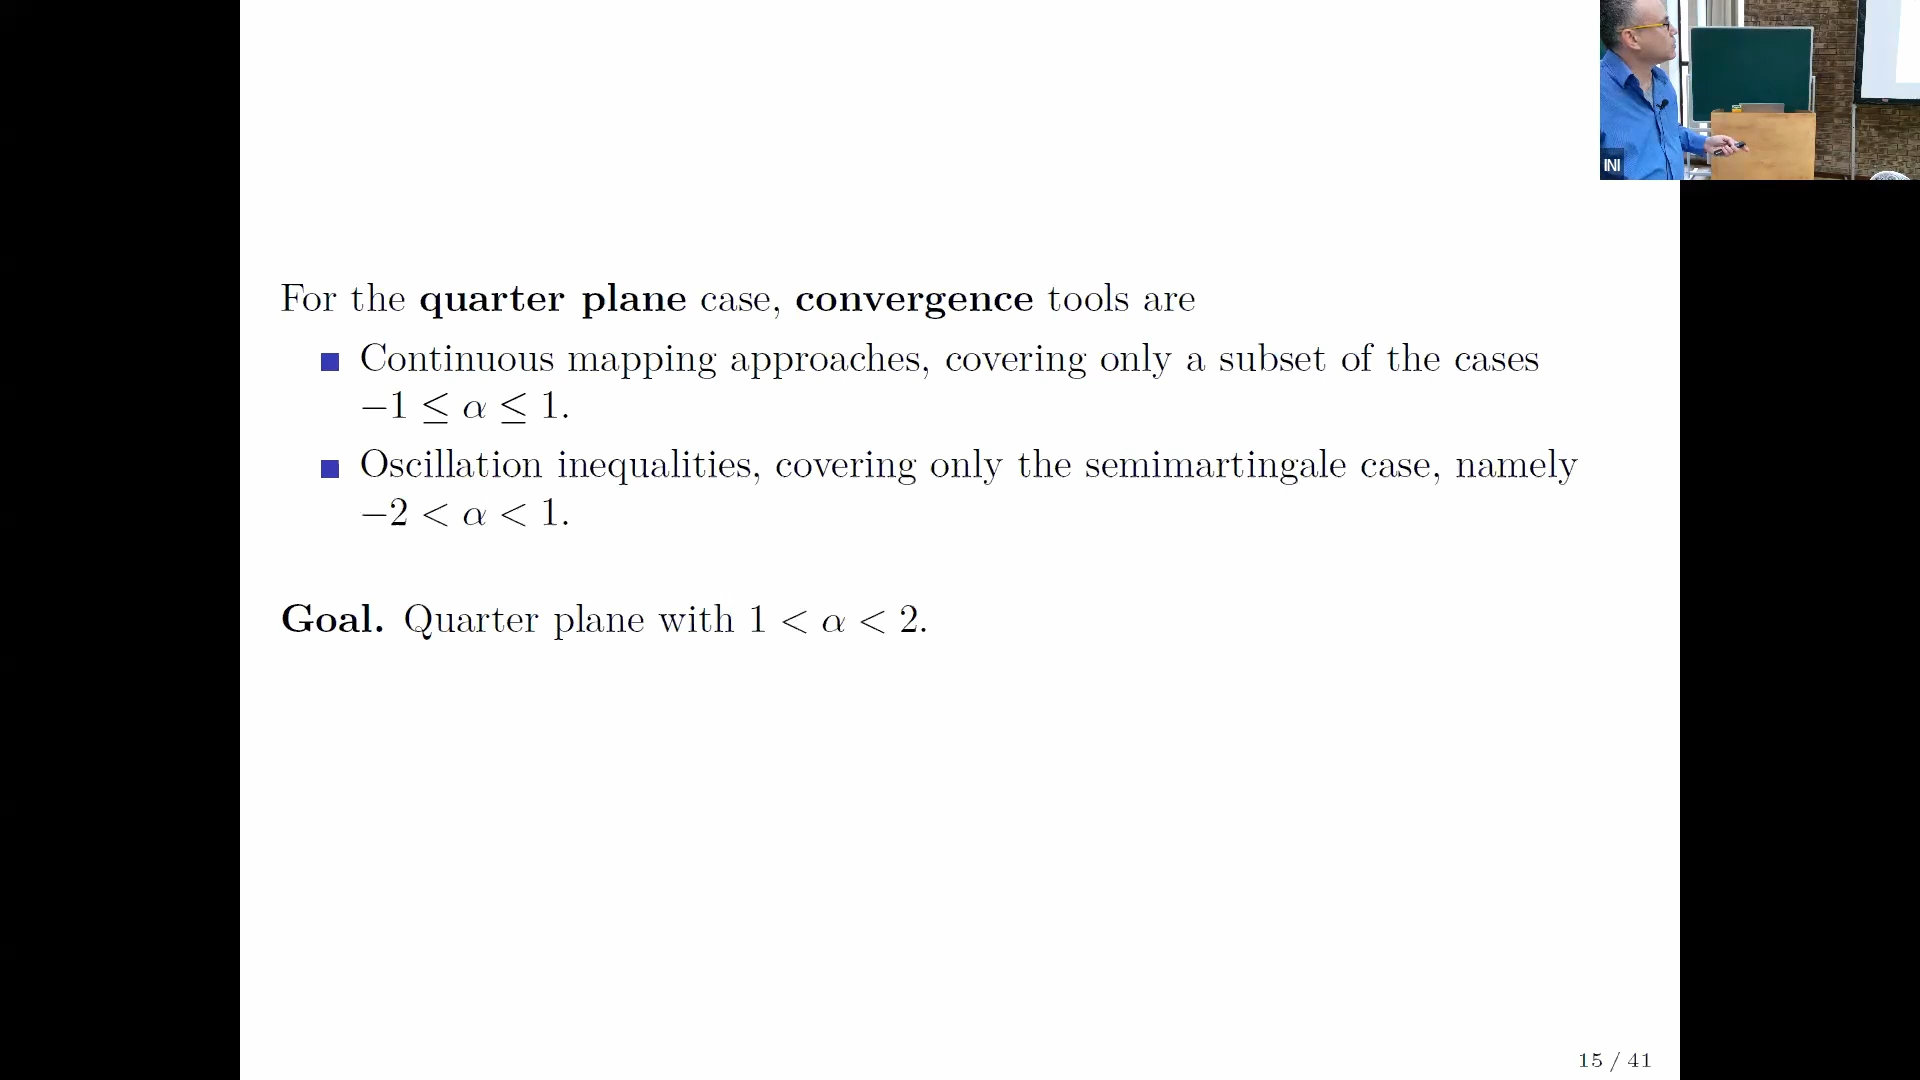 INI
For the quarter plane case, convergence tools are
Continuous mapping approaches, covering only a subset of the cases
−1 ≤ α ≤ 1.
Oscillation inequalities, covering only the semimartingale case, namely
−2 < α < 1.
Goal. Quarter plane with 1 < α < 2.
15 / 41